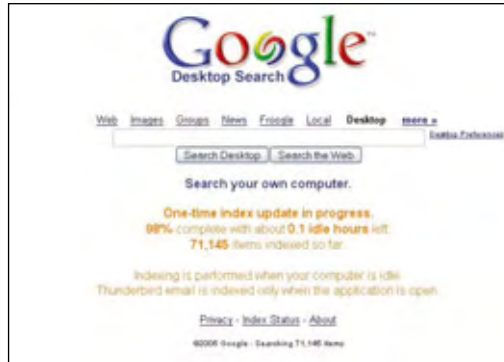 Google™
Desktop Search
Web Images Groups News Froogle Local Desktop more »
Desktop Preferences
Search Desktop Search the Web
Search your own computer.
One-time index update in progress.
98% complete with about 0.1 idle hours left
71,145 items indexed so far
Indexing is performed when your computer is idle
Thunderbird email is indexed only when the application is open
Privacy - Index Status - About
©2005 Google - Searching 71,145 items